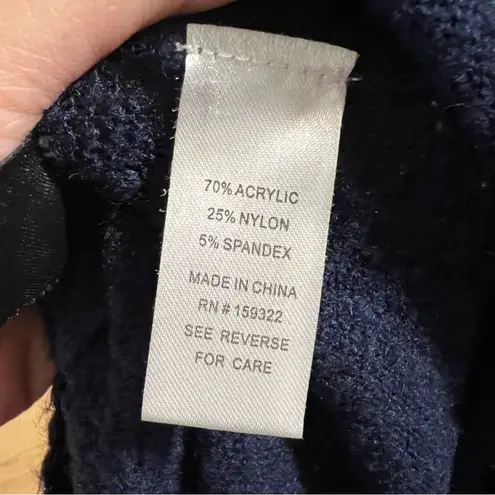 70% ACRYLIC
25% NYLON
5% SPANDEX
MADE IN CHINA
RN # 159322
SEE REVERSE
FOR CARE